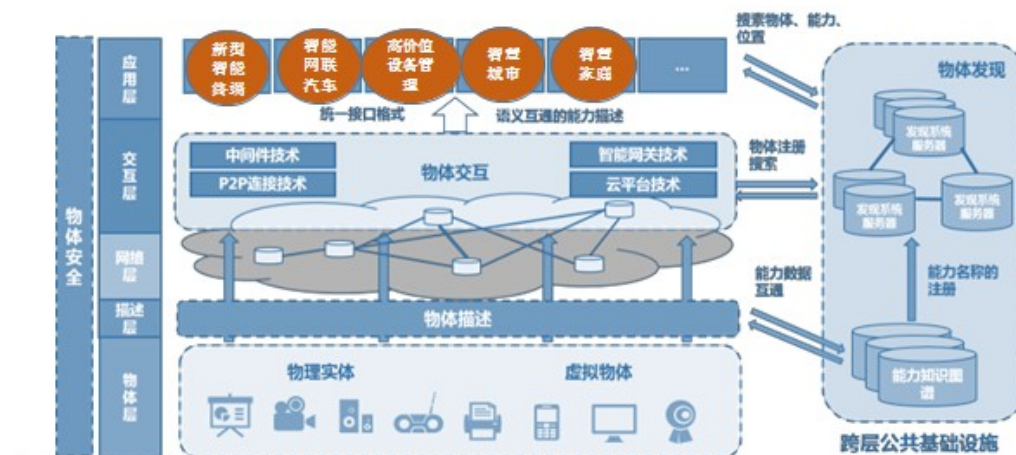 物体安全
应用层
交互层
网络层
描述层
物体层
新型
智能
终端
智能
网联
汽车
高价值
设备管
理
智慧
城市
智慧
家庭
...
统一接口格式
语义互通的能力描述
中间件技术
P2P连接技术
物体交互
智能网关技术
云平台技术
物体描述
物理实体
虚拟物体
搜索物体、能力、
位置
物体注册
搜索
能力数据
互通
物体发现
发现系统
服务器
发现系统
服务器
发现系统
服务器
能力名称的
注册
能力知识图
谱
跨层公共基础设施